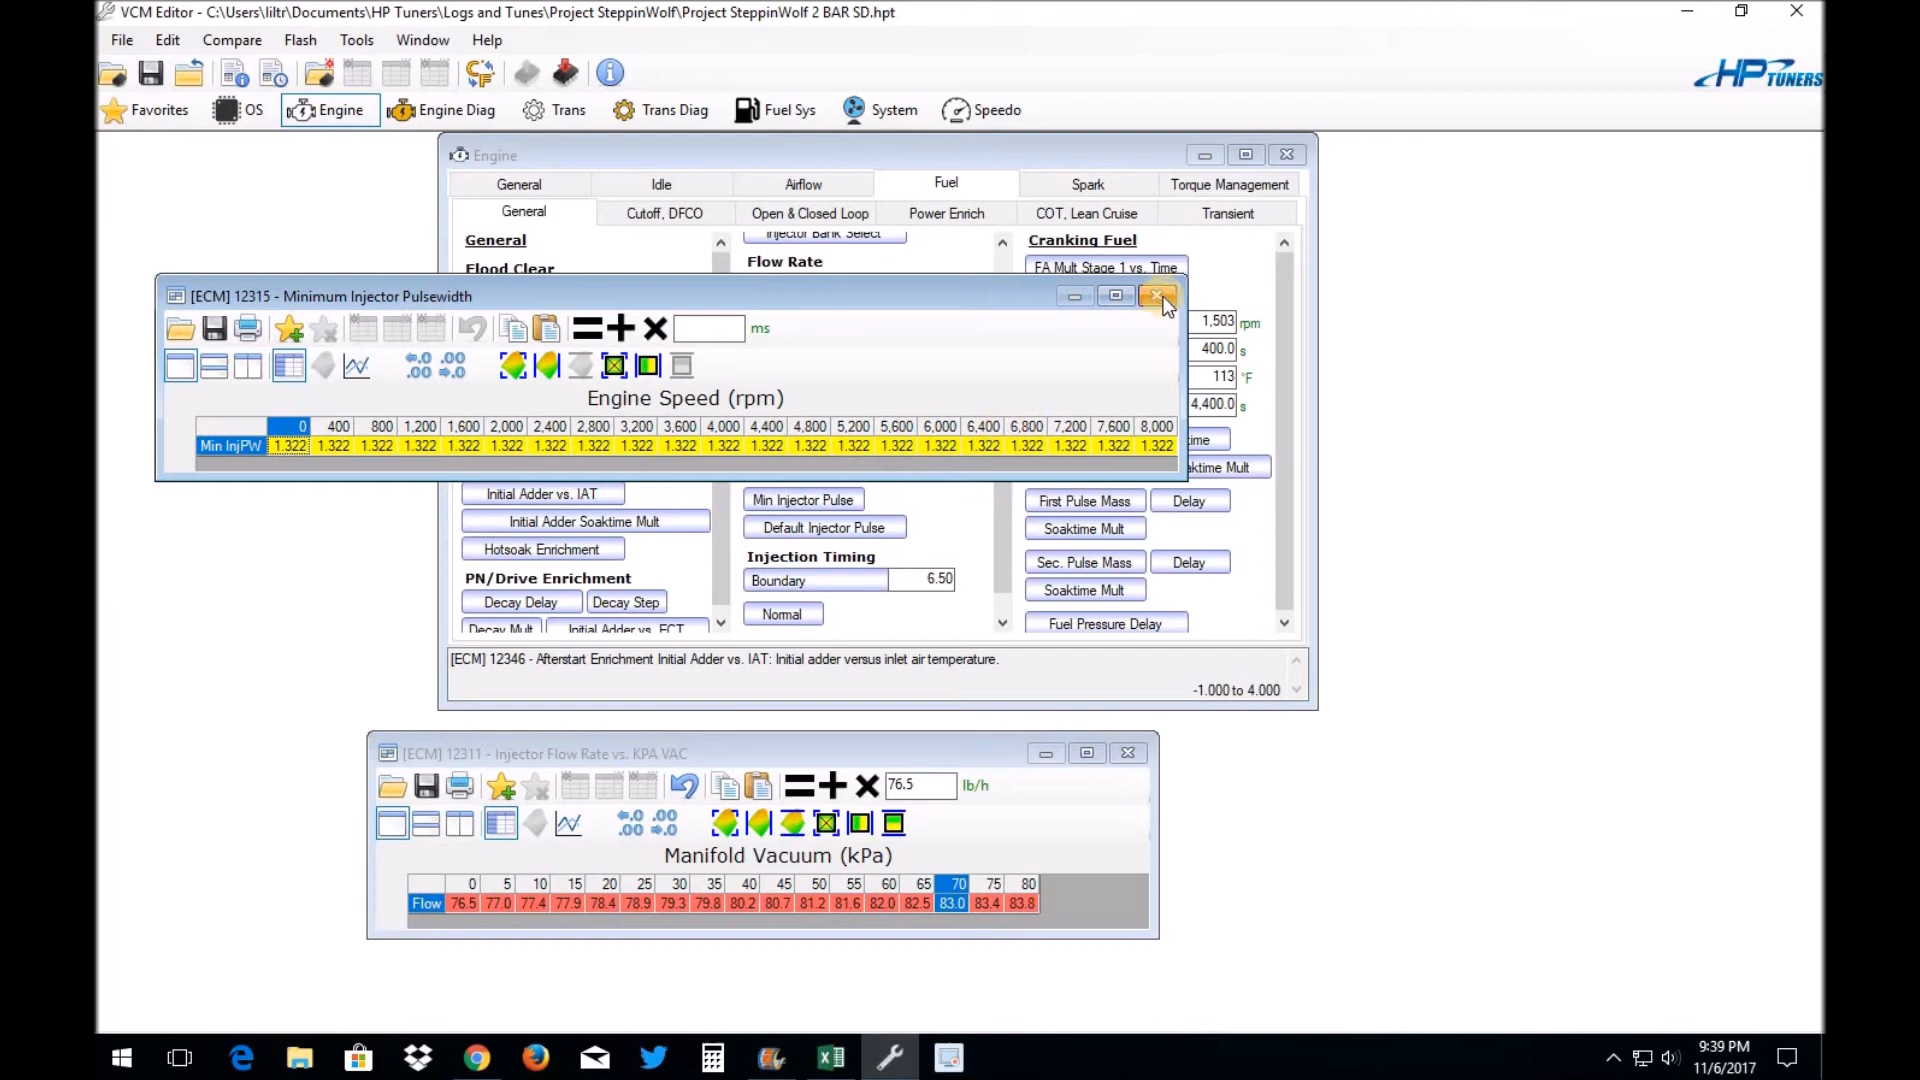 VCM Editor - C:\Users\liltr\Documents\HP Tuners\Logs and Tunes\Project SteppinWolf\Project SteppinWolf 2 BAR SD.hpt
File Edit Compare Flash Tools Window Help
HP TUNERS
Favorites OS Engine Engine Diag Trans Trans Diag Fuel Sys System Speedo
Engine
General Idle Airflow Fuel Spark Torque Management
General Cutoff, DFCO Open & Closed Loop Power Enrich COT, Lean Cruise Transient
General Injector Bank Select Cranking Fuel
Flood Clear Flow Rate FA Mult Stage 1 vs. Time
[ECM] 12315 - Minimum Injector Pulsewidth
1,503 rpm
ms
400.0 s
113 °F
4,400.0 s
Engine Speed (rpm)
0 400 800 1,200 1,600 2,000 2,400 2,800 3,200 3,600 4,000 4,400 4,800 5,200 5,600 6,000 6,400 6,800 7,200 7,600 8,000
Min InjPW 1.322 1.322 1.322 1.322 1.322 1.322 1.322 1.322 1.322 1.322 1.322 1.322 1.322 1.322 1.322 1.322 1.322 1.322 1.322 1.322 1.322
ime
aktime Mult
Initial Adder vs. IAT Min Injector Pulse First Pulse Mass Delay
Initial Adder Soaktime Mult Default Injector Pulse Soaktime Mult
Hotsoak Enrichment Injection Timing Sec. Pulse Mass Delay
PN/Drive Enrichment Boundary 6.50 Soaktime Mult
Decay Delay Decay Step Normal Fuel Pressure Delay
Decay Mult Initial Adder vs. ECT
[ECM] 12346 - Afterstart Enrichment Initial Adder vs. IAT: Initial adder versus inlet air temperature.
-1.000 to 4.000
[ECM] 12311 - Injector Flow Rate vs. KPA VAC
76.5 lb/h
Manifold Vacuum (kPa)
0 5 10 15 20 25 30 35 40 45 50 55 60 65 70 75 80
Flow 76.5 77.0 77.4 77.9 78.4 78.9 79.3 79.8 80.2 80.7 81.2 81.6 82.0 82.5 83.0 83.4 83.8
9:39 PM
11/6/2017